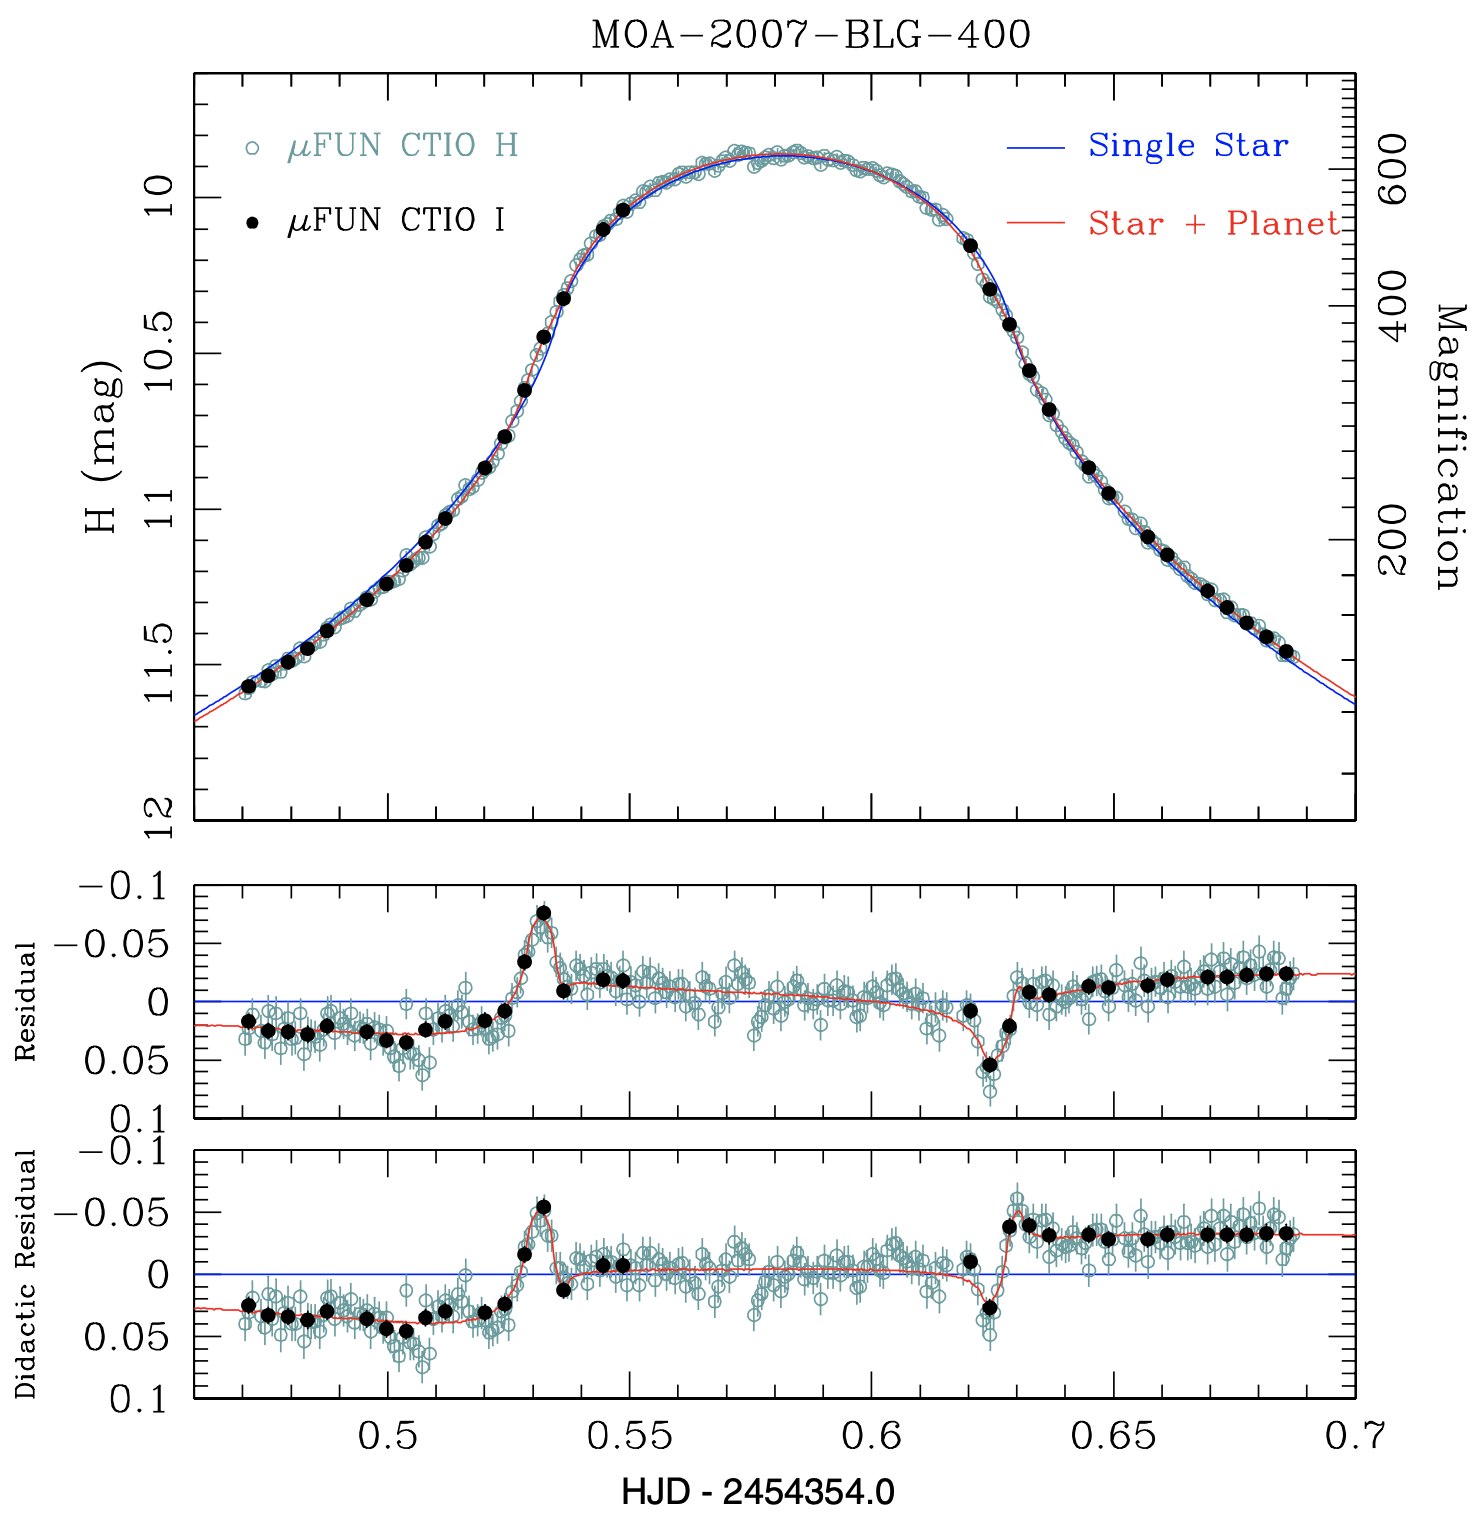 MOA-2007-BLG-400
μFUN CTIO H
μFUN CTIO I
Single Star
Star + Planet
H (mag)
10
10.5
11
11.5
12
Magnification
600
400
200
Residual
-0.1
-0.05
0
0.05
0.1
Didactic Residual
-0.1
-0.05
0
0.05
0.1
0.5
0.55
0.6
0.65
0.7
HJD - 2454354.0